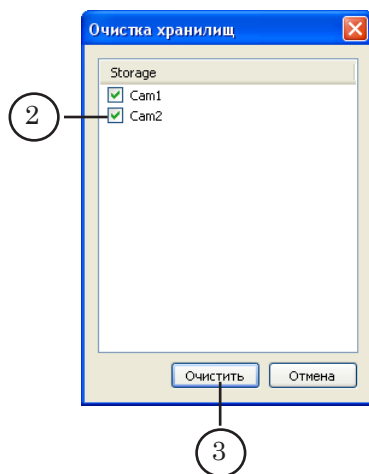 Очистка хранилищ
Storage
Cam1
2
Cam2
Очистить Отмена
3